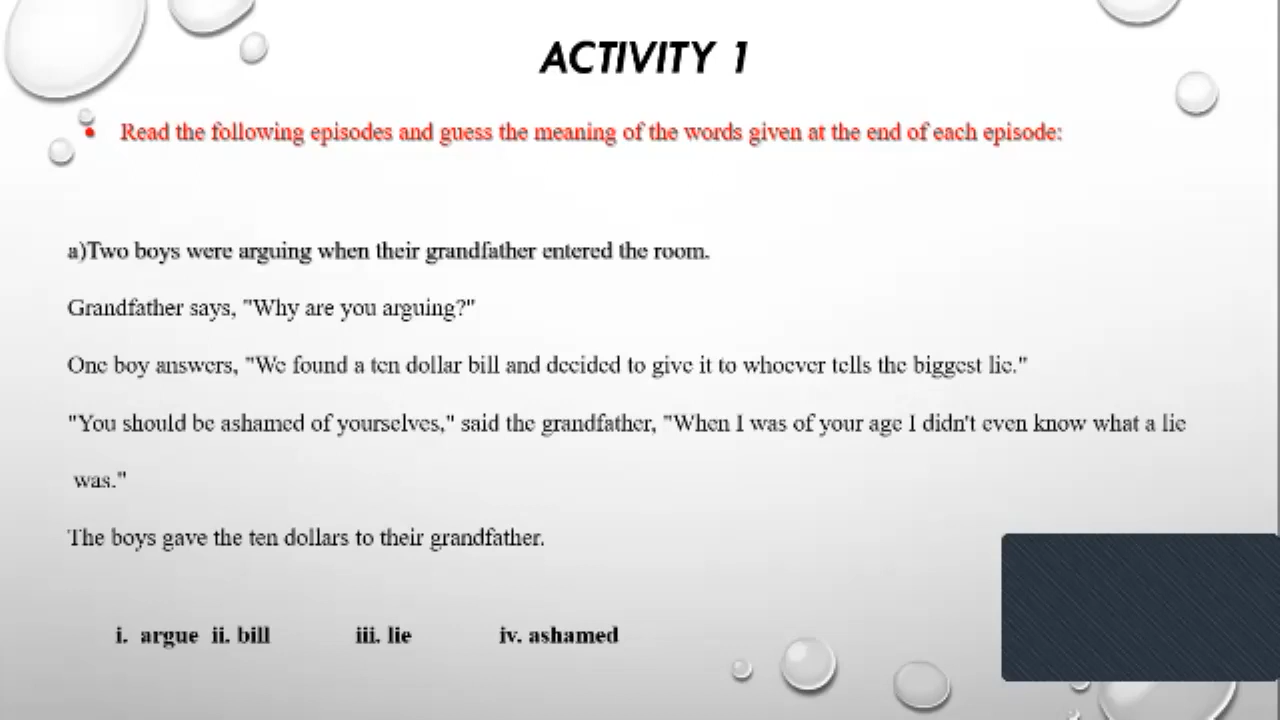 ACTIVITY 1
• Read the following episodes and guess the meaning of the words given at the end of each episode:
a)Two boys were arguing when their grandfather entered the room.
Grandfather says, "Why are you arguing?"
One boy answers, "We found a ten dollar bill and decided to give it to whoever tells the biggest lie."
"You should be ashamed of yourselves," said the grandfather, "When I was of your age I didn't even know what a lie
was."
The boys gave the ten dollars to their grandfather.
i. argue ii. bill iii. lie iv. ashamed